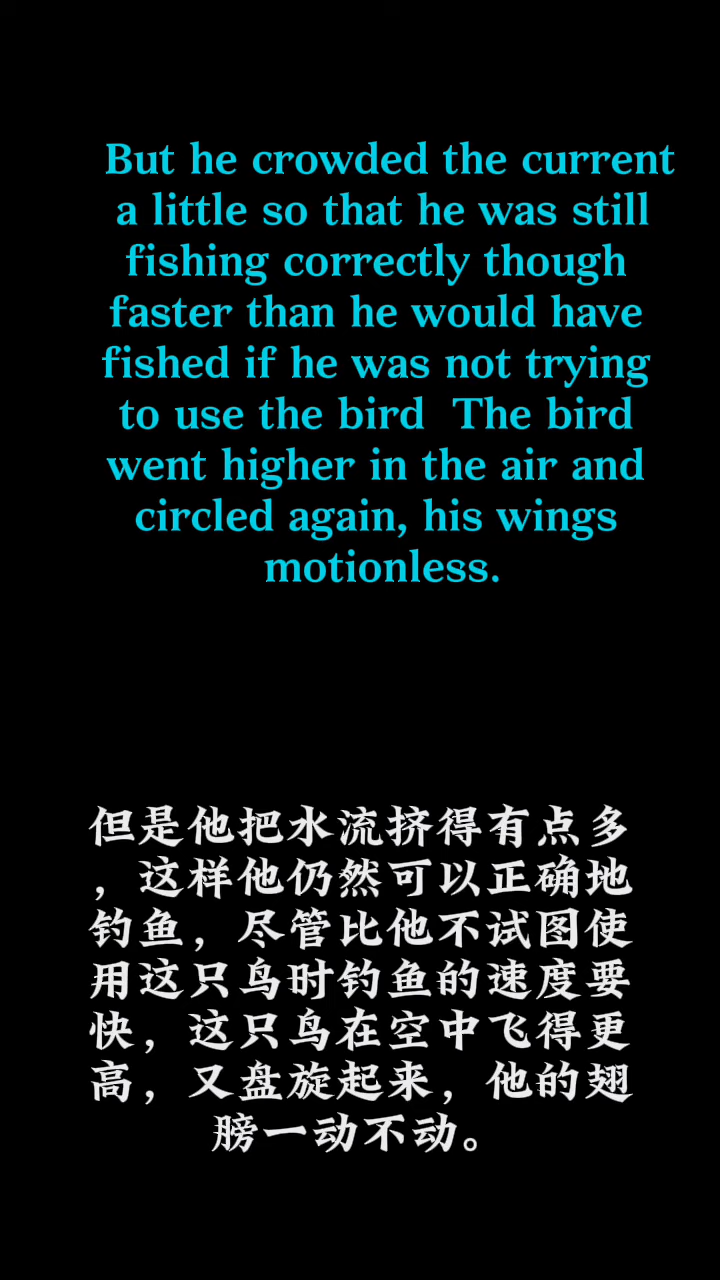 But he crowded the current
a little so that he was still
fishing correctly though
faster than he would have
fished if he was not trying
to use the bird  The bird
went higher in the air and
circled again, his wings
motionless.
但是他把水流挤得有点多
，这样他仍然可以正确地
钓鱼，尽管比他不试图使
用这只鸟时钓鱼的速度要
快，这只鸟在空中飞得更
高，又盘旋起来，他的翅
膀一动不动。